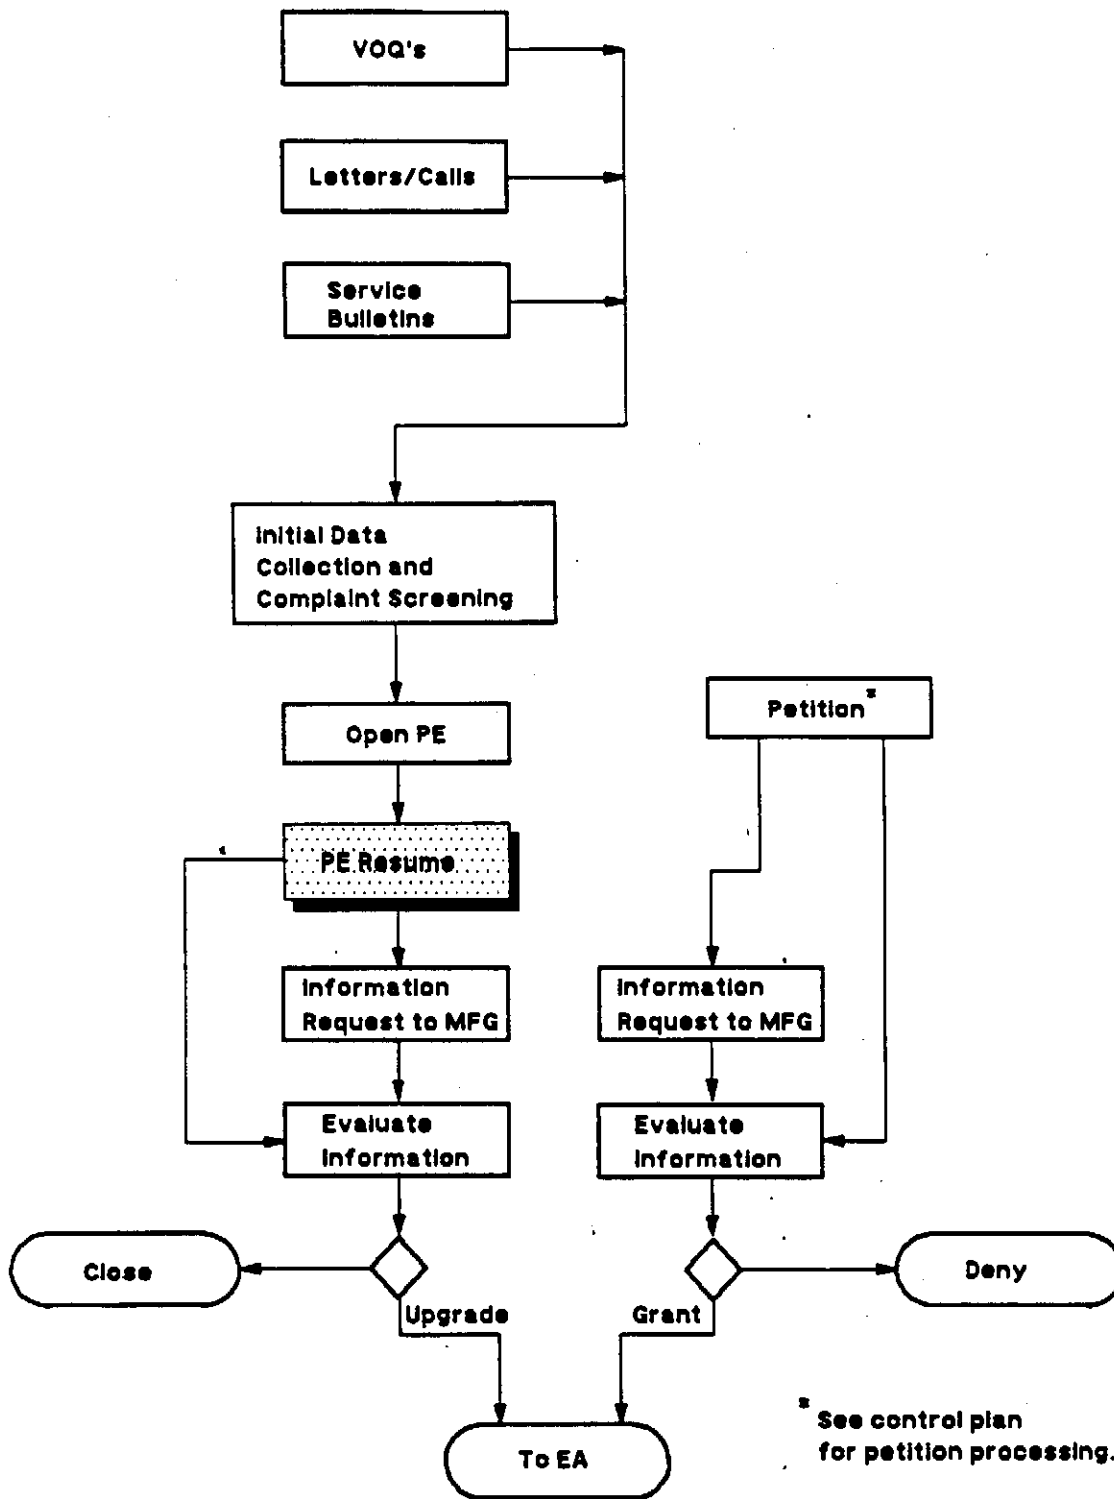 VOQ's
Letters/Calls
Service
Bulletins
Initial Data
Collection and
Complaint Screening
Open PE
Petition*
PE Resume
Information
Request to MFG
Information
Request to MFG
Evaluate
Information
Evaluate
Information
Close
Deny
Upgrade
Grant
To EA
* See control plan
for petition processing.